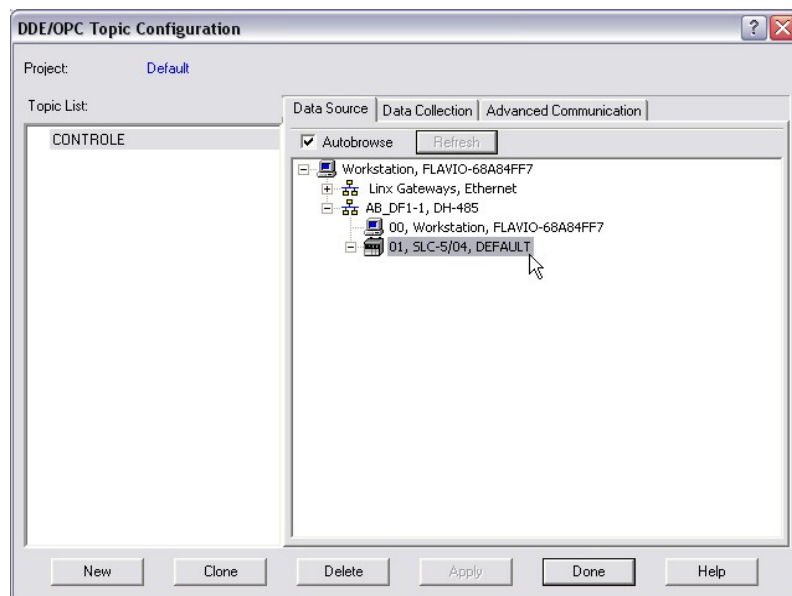 DDE/OPC Topic Configuration
Project: Default
Topic List:
CONTROLE
Data Source Data Collection Advanced Communication
Autobrowse Refresh
Workstation, FLAVIO-68A84FF7
Linx Gateways, Ethernet
AB_DF1-1, DH-485
00, Workstation, FLAVIO-68A84FF7
01, SLC-5/04, DEFAULT
New Clone Delete Apply Done Help